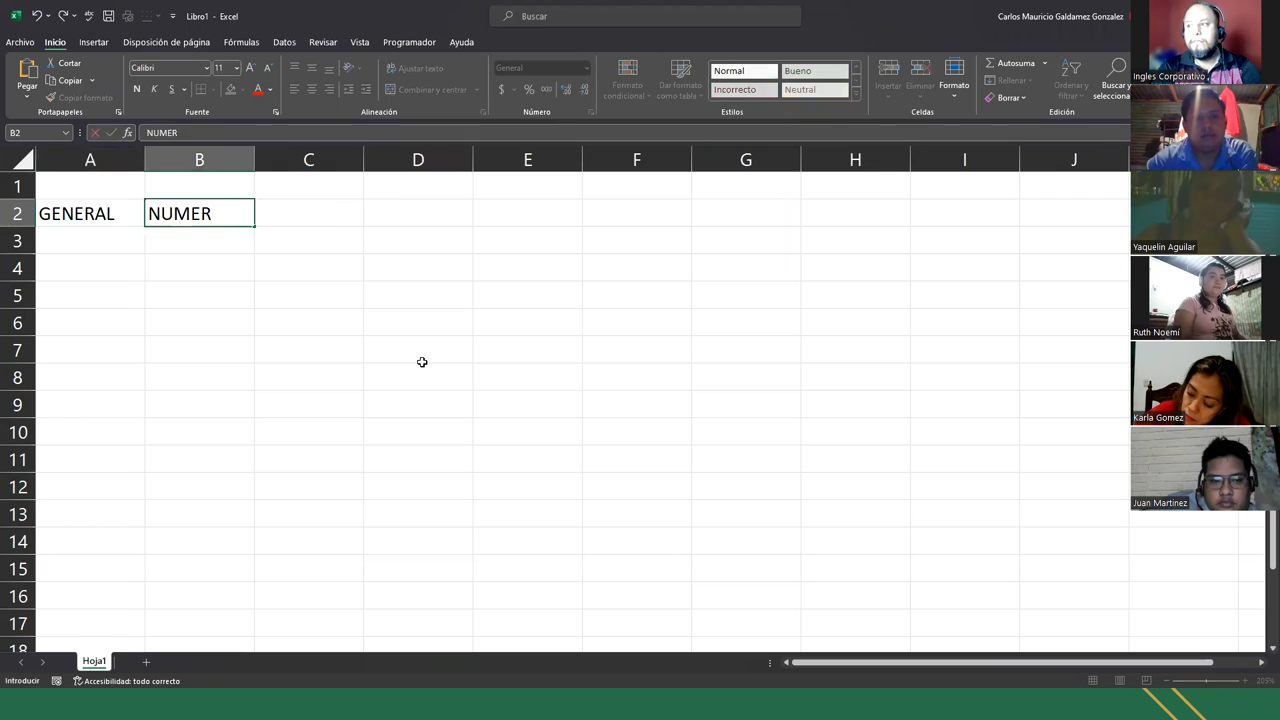 Libro1 - Excel
Buscar
Carlos Mauricio Galdamez Gonzalez
Archivo Inicio Insertar Disposición de página Fórmulas Datos Revisar Vista Programador Ayuda
Pegar
Cortar
Copiar
Copiar formato
Portapapeles
Calibri 11
N K S
Fuente
Ajustar texto
Combinar y centrar
Alineación
General
Número
Formato condicional
Dar formato como tabla
Normal Bueno
Incorrecto Neutral
Estilos
Insertar Eliminar Formato
Celdas
Autosuma
Rellenar
Borrar
Ordenar y
Buscar y
selecciona
Edición
B2 NUMER
A B C D E F G H I J
1
2 GENERAL NUMER
3
4
5
6
7
8
9
10
11
12
13
14
15
16
17
18
Hoja1
Introducir Accesibilidad: todo correcto 205%
Ingles Corporativo
Yaquelin Aguilar
Ruth Noemí
Karla Gomez
Juan Martinez